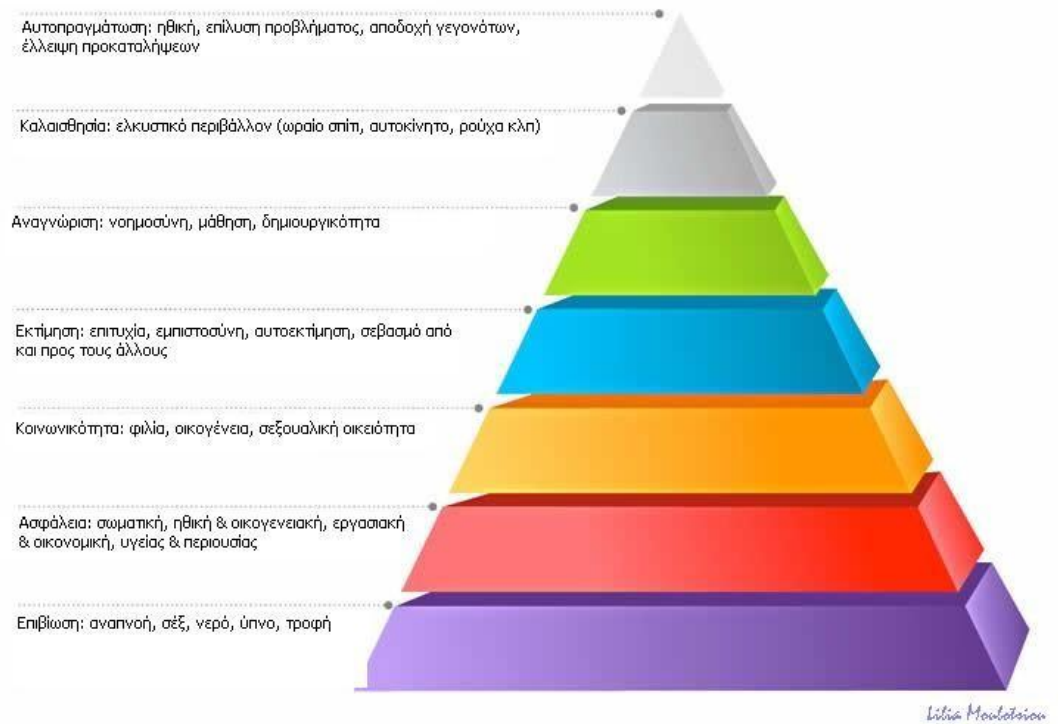 Αυτοπραγμάτωση: ηθική, επίλυση προβλήματος, αποδοχή γεγονότων,
έλλειψη προκαταλήψεων
Καλαισθησία: ελκυστικό περιβάλλον (ωραίο σπίτι, αυτοκίνητο, ρούχα κλπ)
Αναγνώριση: νοημοσύνη, μάθηση, δημιουργικότητα
Εκτίμηση: επιτυχία, εμπιστοσύνη, αυτοεκτίμηση, σεβασμό από
και προς τους άλλους
Κοινωνικότητα: φιλία, οικογένεια, σεξουαλική οικειότητα
Ασφάλεια: σωματική, ηθική & οικογενειακή, εργασιακή
& οικονομική, υγείας & περιουσίας
Επιβίωση: αναπνοή, σέξ, νερό, ύπνο, τροφή
Lilia Moulotsiou